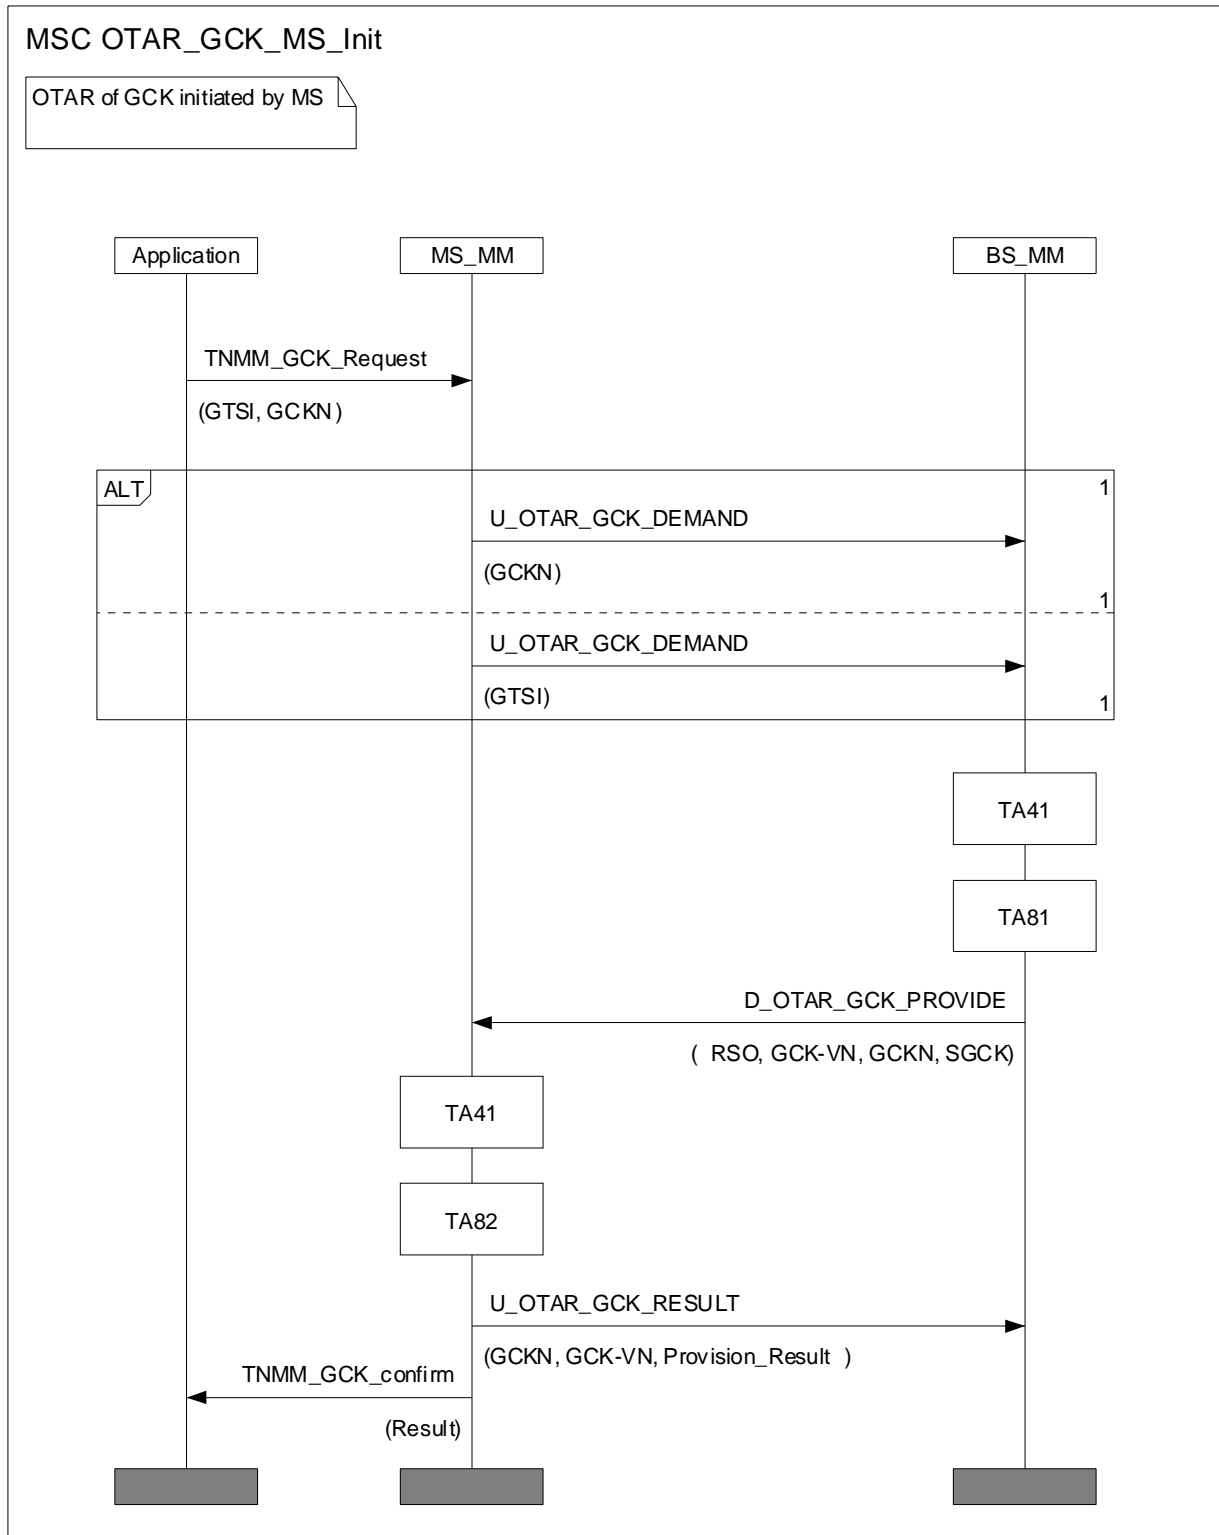 MSC OTAR_GCK_MS_Init
OTAR of GCK initiated by MS
Application
MS_MM
BS_MM
TNMM_GCK_Request
(GTSI, GCKN)
ALT
1
U_OTAR_GCK_DEMAND
(GCKN)
1
U_OTAR_GCK_DEMAND
(GTSI)
1
TA41
TA81
D_OTAR_GCK_PROVIDE
( RSO, GCK-VN, GCKN, SGCK)
TA41
TA82
U_OTAR_GCK_RESULT
(GCKN, GCK-VN, Provision_Result )
TNMM_GCK_confirm
(Result)